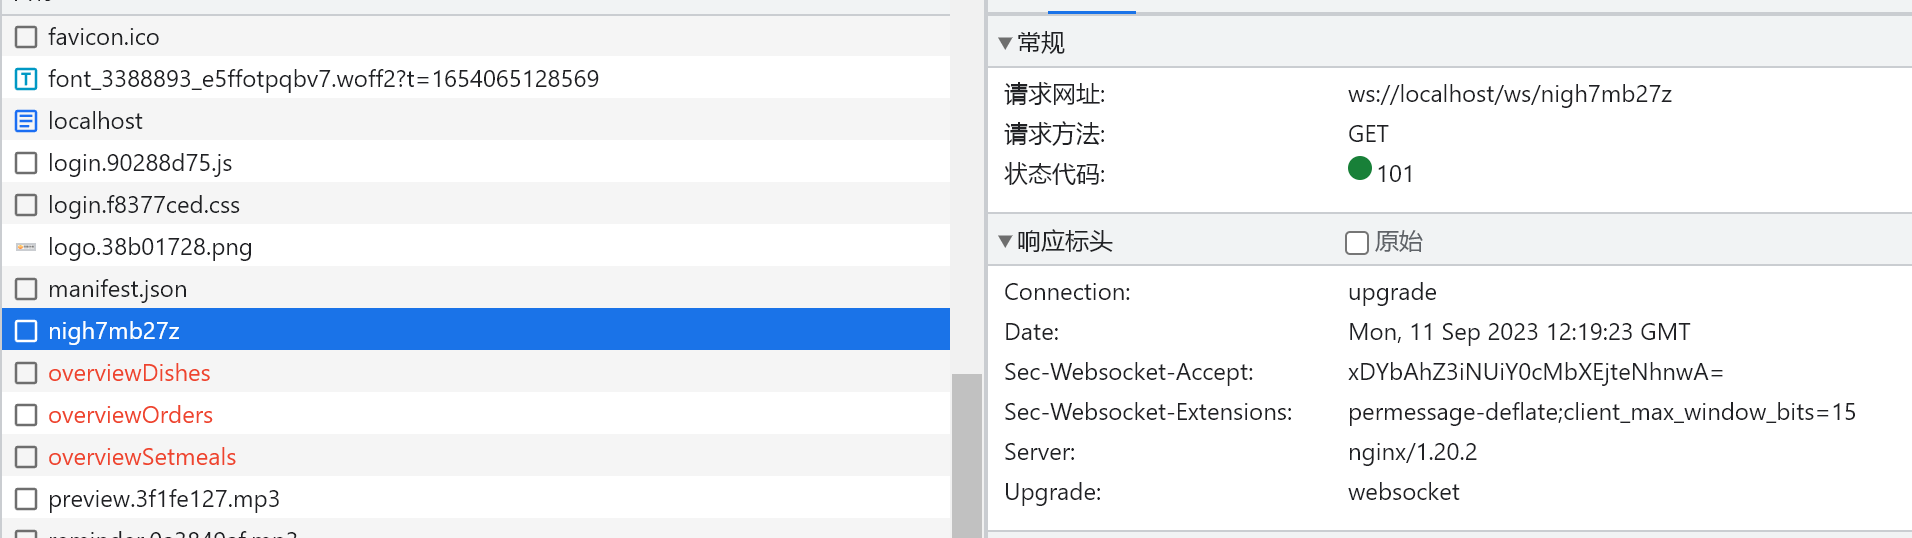 favicon.ico
font_3388893_e5ffotpqbv7.woff2?t=1654065128569
localhost
login.90288d75.js
login.f8377ced.css
logo.38b01728.png
manifest.json
nigh7mb27z
overviewDishes
overviewOrders
overviewSetmeals
preview.3f1fe127.mp3
常规
请求网址: ws://localhost/ws/nigh7mb27z
请求方法: GET
状态代码: 101
响应标头 原始
Connection: upgrade
Date: Mon, 11 Sep 2023 12:19:23 GMT
Sec-Websocket-Accept: xDYbAhZ3iNUiY0cMbXEjteNhnwA=
Sec-Websocket-Extensions: permessage-deflate;client_max_window_bits=15
Server: nginx/1.20.2
Upgrade: websocket